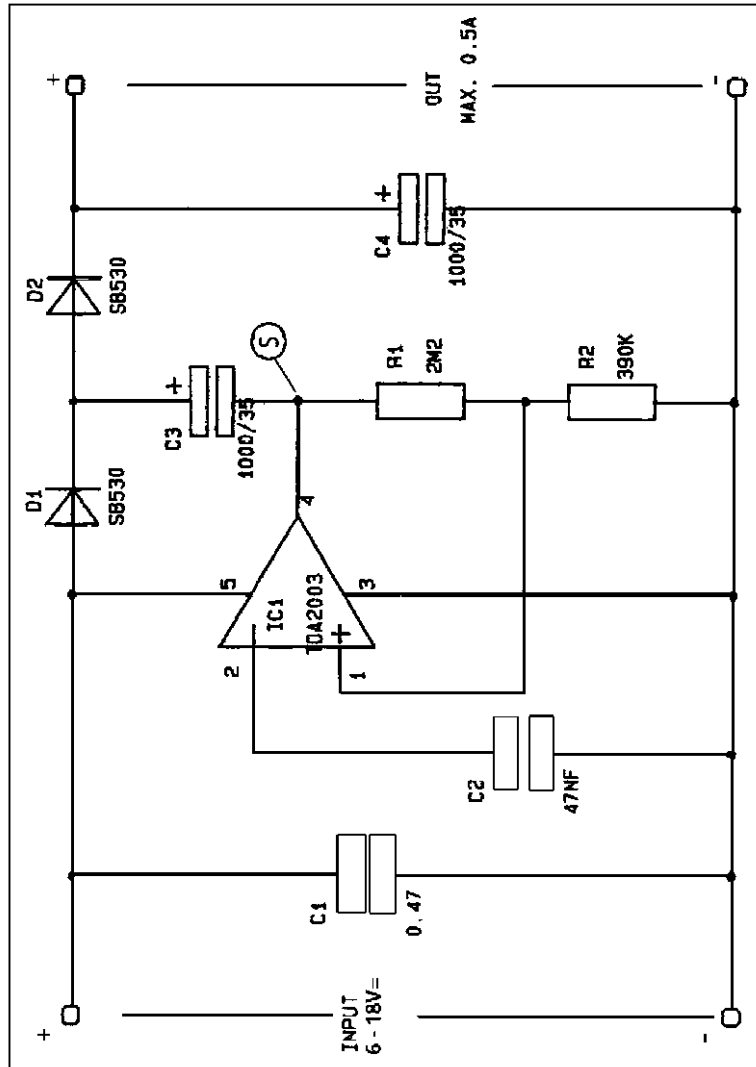 +
+
D1
SB530
D2
SB530
C3
+
1000/35
S
5
IC1
TDA2003
4
2
+
1
3
R1
2M2
R2
390K
C4
+
1000/35
C1
0.47
C2
47NF
INPUT
6-18V=
OUT
MAX. 0.5A
-
-